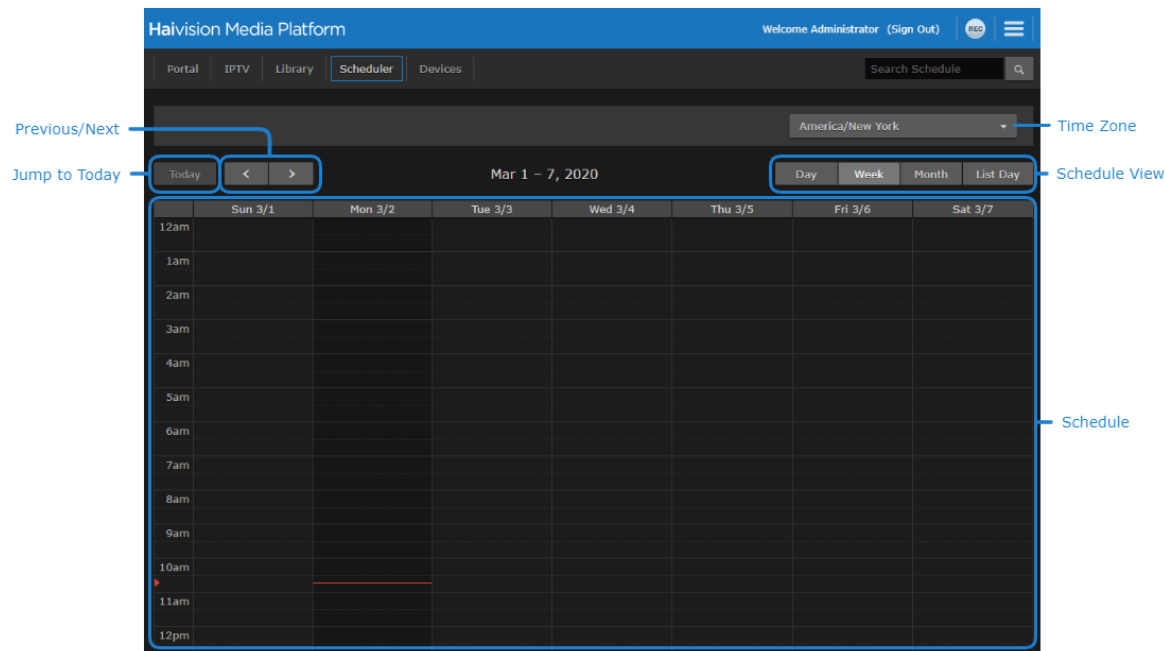 Haivision Media Platform
Welcome Administrator (Sign Out)
REC
Portal IPTV Library Scheduler Devices
Search Schedule
Previous/Next
America/New York
Time Zone
Jump to Today
Today < >
Mar 1 – 7, 2020
Day Week Month List Day
Schedule View
Sun 3/1 Mon 3/2 Tue 3/3 Wed 3/4 Thu 3/5 Fri 3/6 Sat 3/7
12am
1am
2am
3am
4am
5am
6am
Schedule
7am
8am
9am
10am
11am
12pm